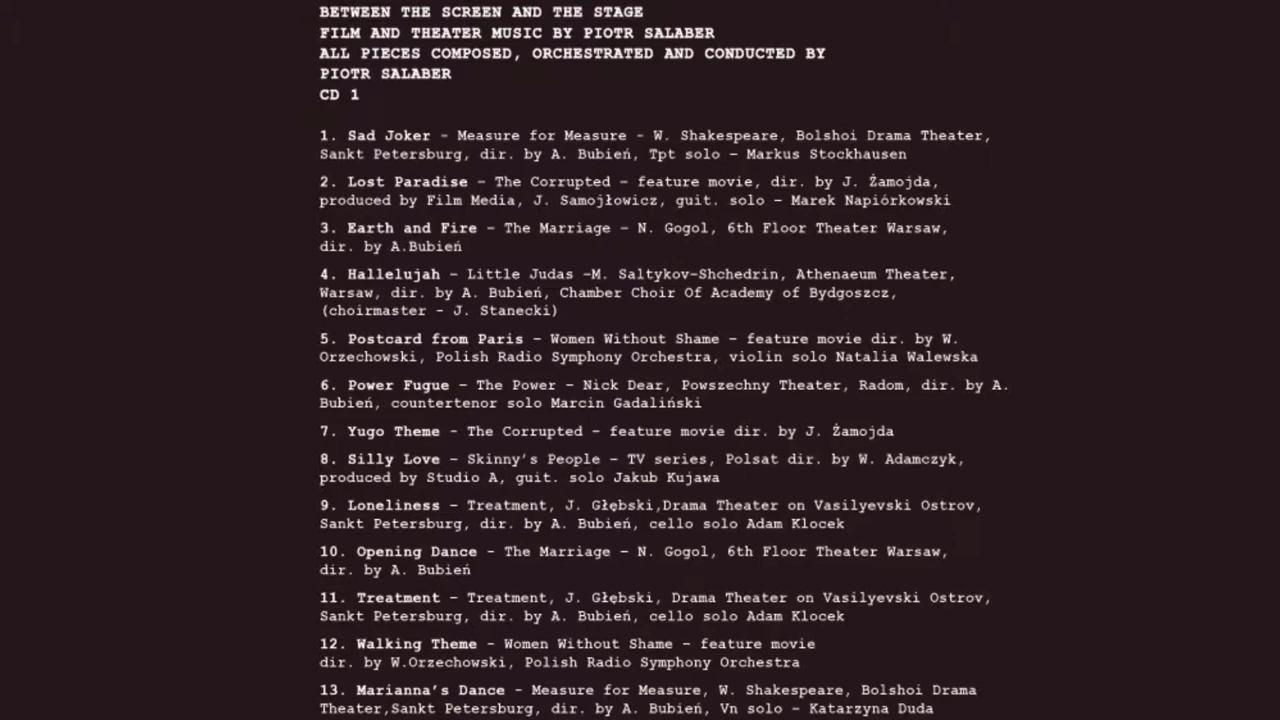 BETWEEN THE SCREEN AND THE STAGE
FILM AND THEATER MUSIC BY PIOTR SALABER
ALL PIECES COMPOSED, ORCHESTRATED AND CONDUCTED BY
PIOTR SALABER
CD 1
1. Sad Joker – Measure for Measure – W. Shakespeare, Bolshoi Drama Theater,
Sankt Petersburg, dir. by A. Bubień, Tpt solo – Markus Stockhausen
2. Lost Paradise – The Corrupted – feature movie, dir. by J. Żamojda,
produced by Film Media, J. Samojłowicz, guit. solo – Marek Napiórkowski
3. Earth and Fire – The Marriage – N. Gogol, 6th Floor Theater Warsaw,
dir. by A.Bubień
4. Hallelujah – Little Judas –M. Saltykov–Shchedrin, Athenaeum Theater,
Warsaw, dir. by A. Bubień, Chamber Choir Of Academy of Bydgoszcz,
(choirmaster – J. Stanecki)
5. Postcard from Paris – Women Without Shame – feature movie dir. by W.
Orzechowski, Polish Radio Symphony Orchestra, violin solo Natalia Walewska
6. Power Fugue – The Power – Nick Dear, Powszechny Theater, Radom, dir. by A.
Bubień, countertenor solo Marcin Gadaliński
7. Yugo Theme – The Corrupted – feature movie dir. by J. Żamojda
8. Silly Love – Skinny's People – TV series, Polsat dir. by W. Adamczyk,
produced by Studio A, guit. solo Jakub Kujawa
9. Loneliness – Treatment, J. Głębski,Drama Theater on Vasilyevski Ostrov,
Sankt Petersburg, dir. by A. Bubień, cello solo Adam Klocek
10. Opening Dance – The Marriage – N. Gogol, 6th Floor Theater Warsaw,
dir. by A. Bubień
11. Treatment – Treatment, J. Głębski, Drama Theater on Vasilyevski Ostrov,
Sankt Petersburg, dir. by A. Bubień, cello solo Adam Klocek
12. Walking Theme – Women Without Shame – feature movie
dir. by W.Orzechowski, Polish Radio Symphony Orchestra
13. Marianna's Dance – Measure for Measure, W. Shakespeare, Bolshoi Drama
Theater,Sankt Petersburg, dir. by A. Bubień, Vn solo – Katarzyna Duda